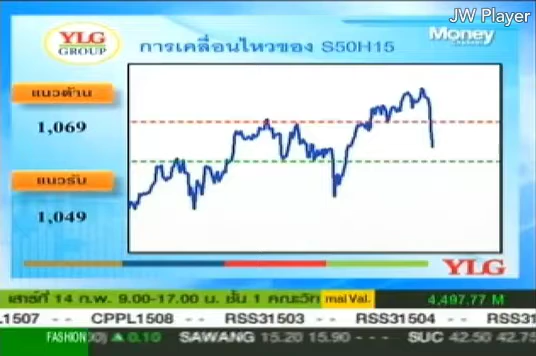 JW Player
YLG
GROUP
การเคลื่อนไหวของ S50H15
Money
แนวต้าน
1,069
แนวรับ
1,049
YLG
เสาร์ที่ 14 ก.พ. 9.00-17.00 น. ชั้น 1 คณะวิท
mai Val.
4,497.77 M
L1507 CPPL1508 RSS31503 RSS31504 RSS31
FASHION
▲ 0.10 SAWANG 15.20 15.90 --- SUC 42.50 42.75